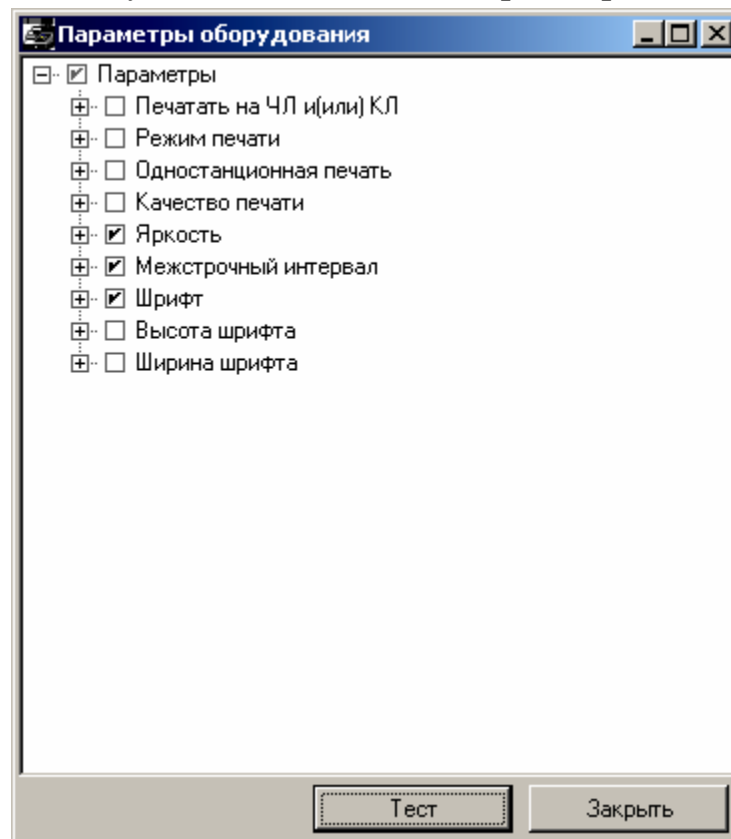 Параметры оборудования
Параметры
Печатать на ЧЛ и(или) КЛ
Режим печати
Одностанционная печать
Качество печати
Яркость
Межстрочный интервал
Шрифт
Высота шрифта
Ширина шрифта
Тест
Закрыть